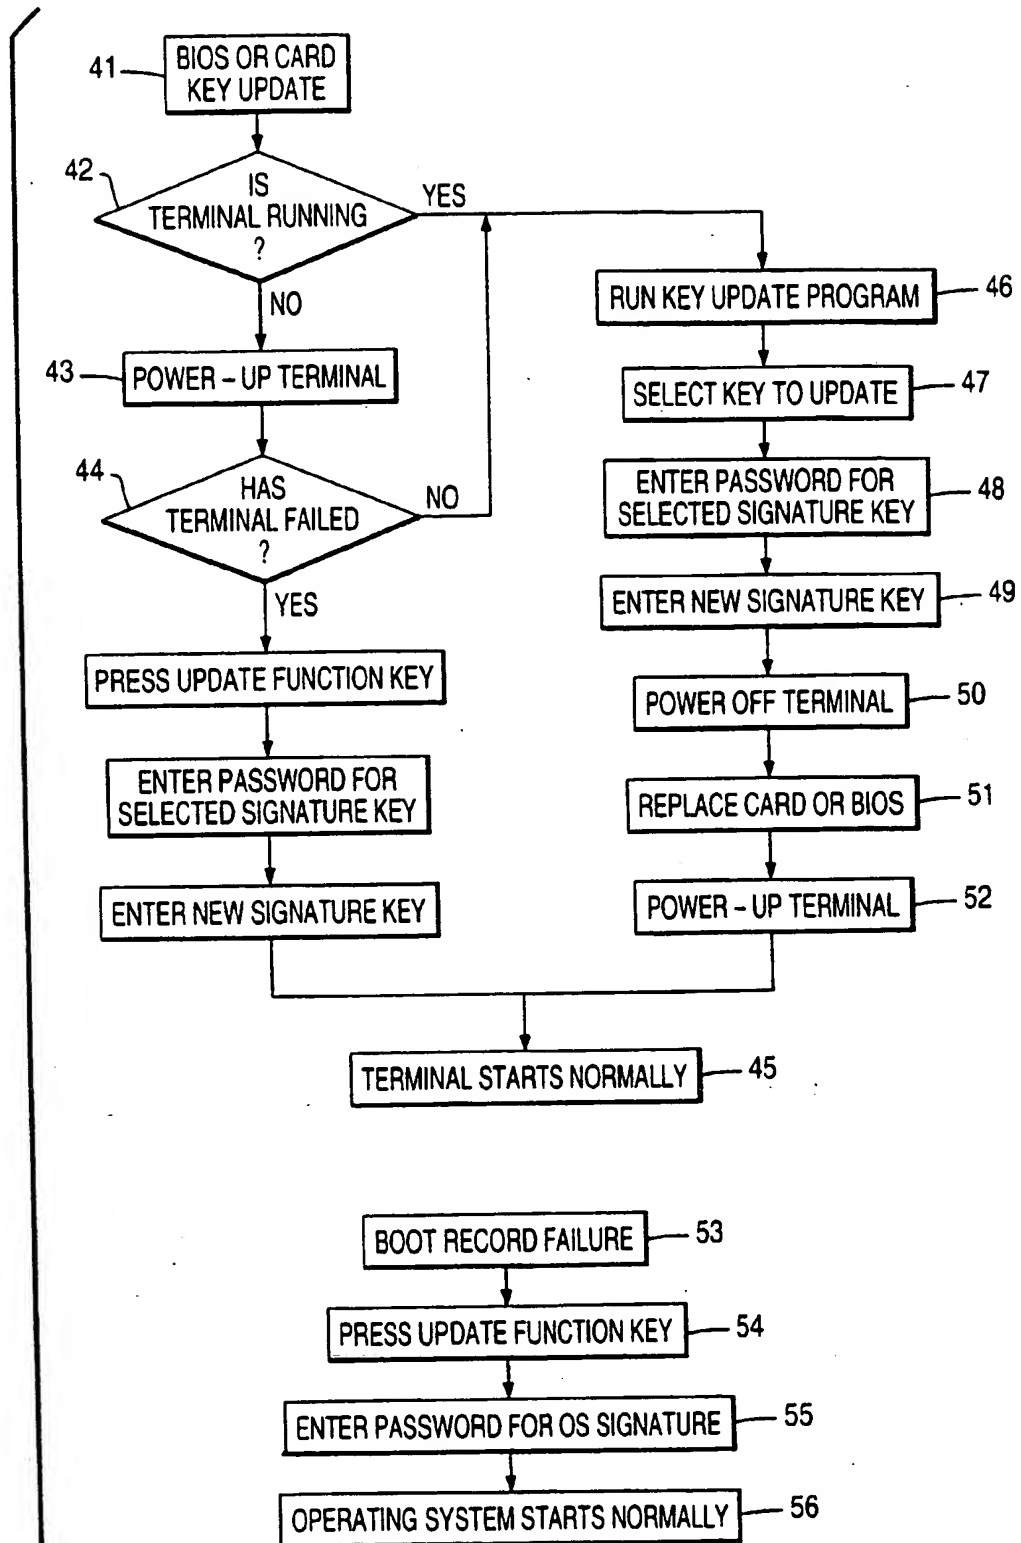 41
BIOS OR CARD
KEY UPDATE
42
IS
TERMINAL RUNNING
?
YES
NO
43
POWER – UP TERMINAL
44
HAS
TERMINAL FAILED
?
NO
YES
PRESS UPDATE FUNCTION KEY
ENTER PASSWORD FOR
SELECTED SIGNATURE KEY
ENTER NEW SIGNATURE KEY
RUN KEY UPDATE PROGRAM
46
SELECT KEY TO UPDATE
47
ENTER PASSWORD FOR
SELECTED SIGNATURE KEY
48
ENTER NEW SIGNATURE KEY
49
POWER OFF TERMINAL
50
REPLACE CARD OR BIOS
51
POWER – UP TERMINAL
52
TERMINAL STARTS NORMALLY
45
BOOT RECORD FAILURE
53
PRESS UPDATE FUNCTION KEY
54
ENTER PASSWORD FOR OS SIGNATURE
55
OPERATING SYSTEM STARTS NORMALLY
56